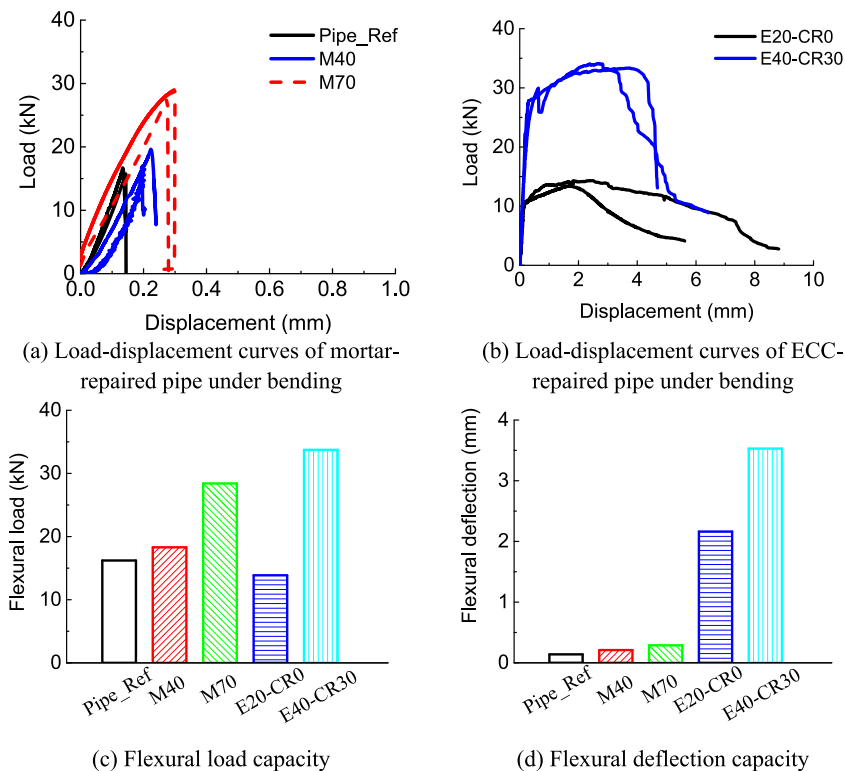 40
30
20
10
0
Load (kN)
0.0
0.2
0.4
0.6
0.8
1.0
Displacement (mm)
Pipe_Ref
M40
M70
(a) Load-displacement curves of mortar-
repaired pipe under bending
40
30
20
10
0
Load (kN)
0
2
4
6
8
10
Displacement (mm)
E20-CR0
E40-CR30
(b) Load-displacement curves of ECC-
repaired pipe under bending
40
30
20
10
0
Flexural load (kN)
Pipe_Ref
M40
M70
E20-CR0
E40-CR30
(c) Flexural load capacity
4
3
2
1
0
Flexural deflection (mm)
Pipe_Ref
M40
M70
E20-CR0
E40-CR30
(d) Flexural deflection capacity